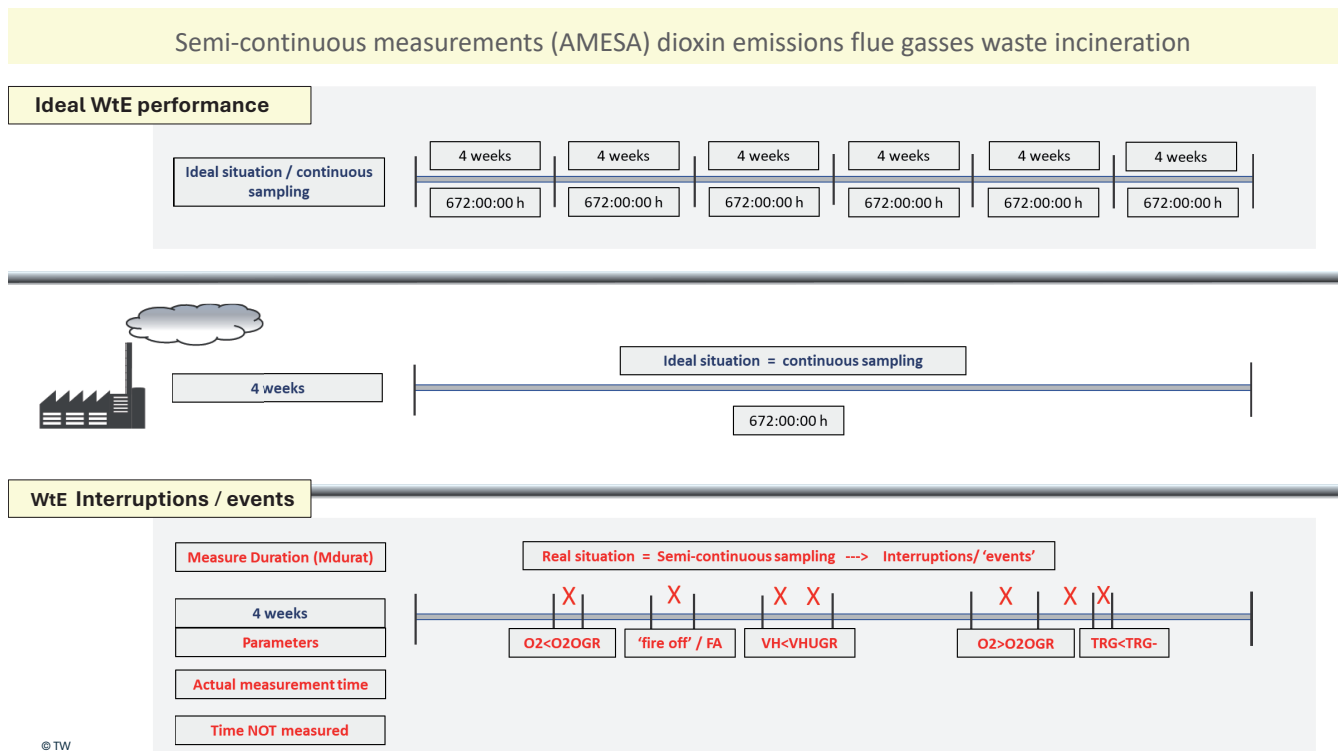 Semi-continuous measurements (AMESA) dioxin emissions flue gasses waste incineration
Ideal WtE performance
Ideal situation / continuous
sampling
4 weeks 4 weeks 4 weeks 4 weeks 4 weeks 4 weeks
672:00:00 h 672:00:00 h 672:00:00 h 672:00:00 h 672:00:00 h 672:00:00 h
Ideal situation = continuous sampling
4 weeks
672:00:00 h
WtE Interruptions / events
Measure Duration (Mdurat)
Real situation = Semi-continuous sampling ---> Interruptions/ ‘events’
X X X X X X X
4 weeks
Parameters
O2<O2OGR ‘fire off’ / FA VH<VHUGR O2>O2OGR TRG<TRG-
Actual measurement time
Time NOT measured
© TW